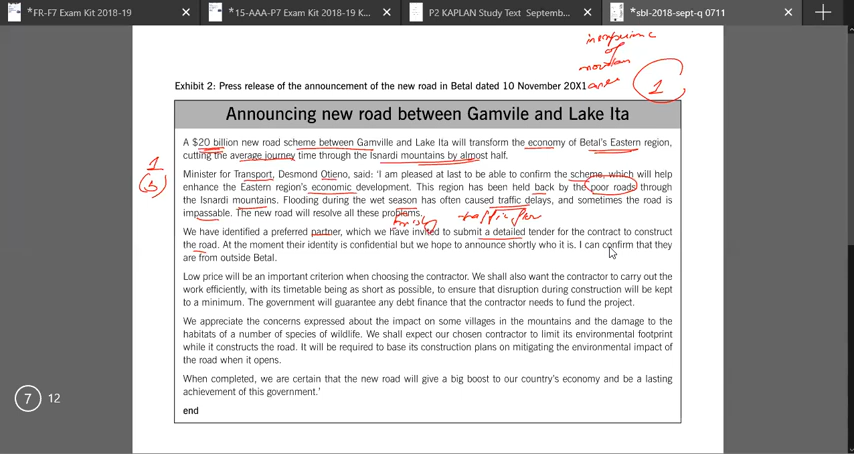 *FR-F7 Exam Kit 2018-19
*15-AAA-P7 Exam Kit 2018-19 K...
P2 KAPLAN Study Text Septemb...
*sbl-2018-sept-q 0711
of
area
1
Exhibit 2: Press release of the announcement of the new road in Betal dated 10 November 20X1
Announcing new road between Gamvile and Lake Ita
A $20 billion new road scheme between Gamville and Lake Ita will transform the economy of Betal's Eastern region,
cutting the average journey time through the Isnardi mountains by almost half.
1
(b)
Minister for Transport, Desmond Otieno, said: 'I am pleased at last to be able to confirm the scheme, which will help
enhance the Eastern region's economic development. This region has been held back by the poor roads through
the Isnardi mountains. Flooding during the wet season has often caused traffic delays, and sometimes the road is
impassable. The new road will resolve all these problems.
We have identified a preferred partner, which we have invited to submit a detailed tender for the contract to construct
the road. At the moment their identity is confidential but we hope to announce shortly who it is. I can confirm that they
are from outside Betal.
Low price will be an important criterion when choosing the contractor. We shall also want the contractor to carry out the
work efficiently, with its timetable being as short as possible, to ensure that disruption during construction will be kept
to a minimum. The government will guarantee any debt finance that the contractor needs to fund the project.
We appreciate the concerns expressed about the impact on some villages in the mountains and the damage to the
habitats of a number of species of wildlife. We shall expect our chosen contractor to limit its environmental footprint
while it constructs the road. It will be required to base its construction plans on mitigating the environmental impact of
the road when it opens.
When completed, we are certain that the new road will give a big boost to our country's economy and be a lasting
achievement of this government.'
end
7 12